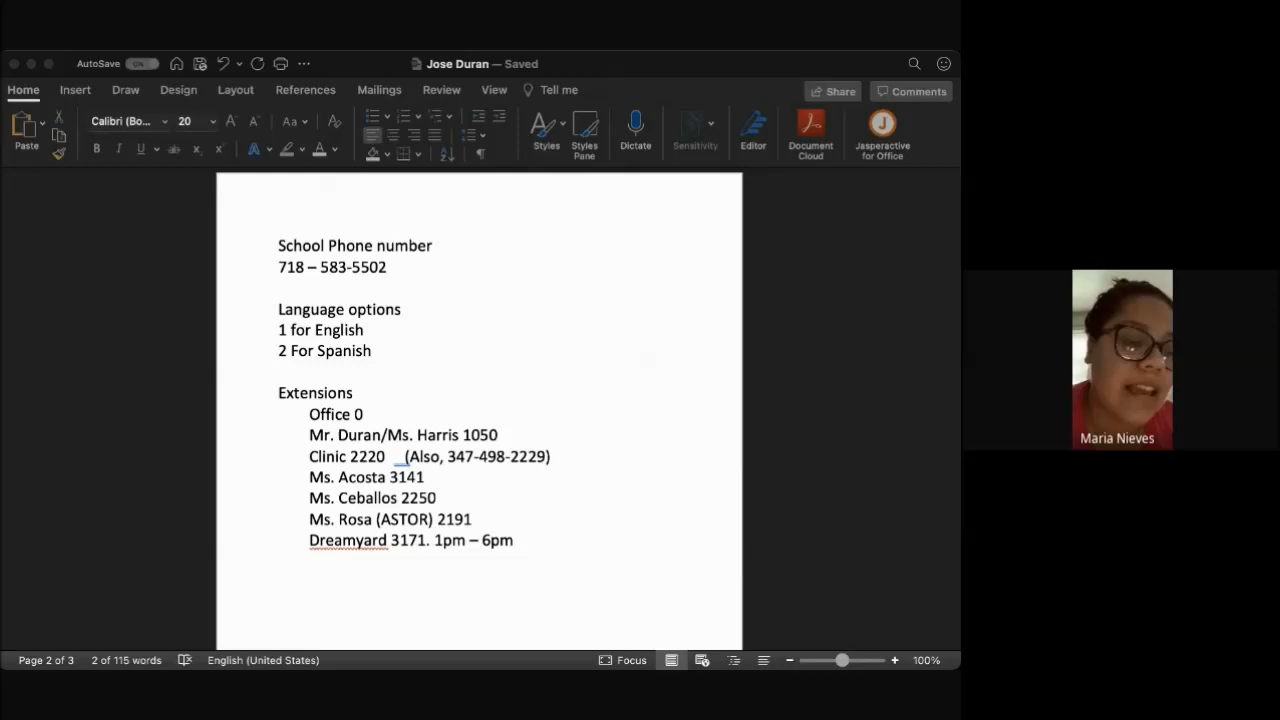 AutoSave ON
Jose Duran — Saved
Home Insert Draw Design Layout References Mailings Review View Tell me Share Comments
Paste Calibri (Bo... 20 Aa Styles Styles Pane Dictate Sensitivity Editor Document Cloud Jasperactive for Office
School Phone number
718 – 583-5502
Language options
1 for English
2 For Spanish
Extensions
Office 0
Mr. Duran/Ms. Harris 1050
Clinic 2220 (Also, 347-498-2229)
Ms. Acosta 3141
Ms. Ceballos 2250
Ms. Rosa (ASTOR) 2191
Dreamyard 3171. 1pm – 6pm
Maria Nieves
Page 2 of 3 2 of 115 words English (United States) Focus 100%